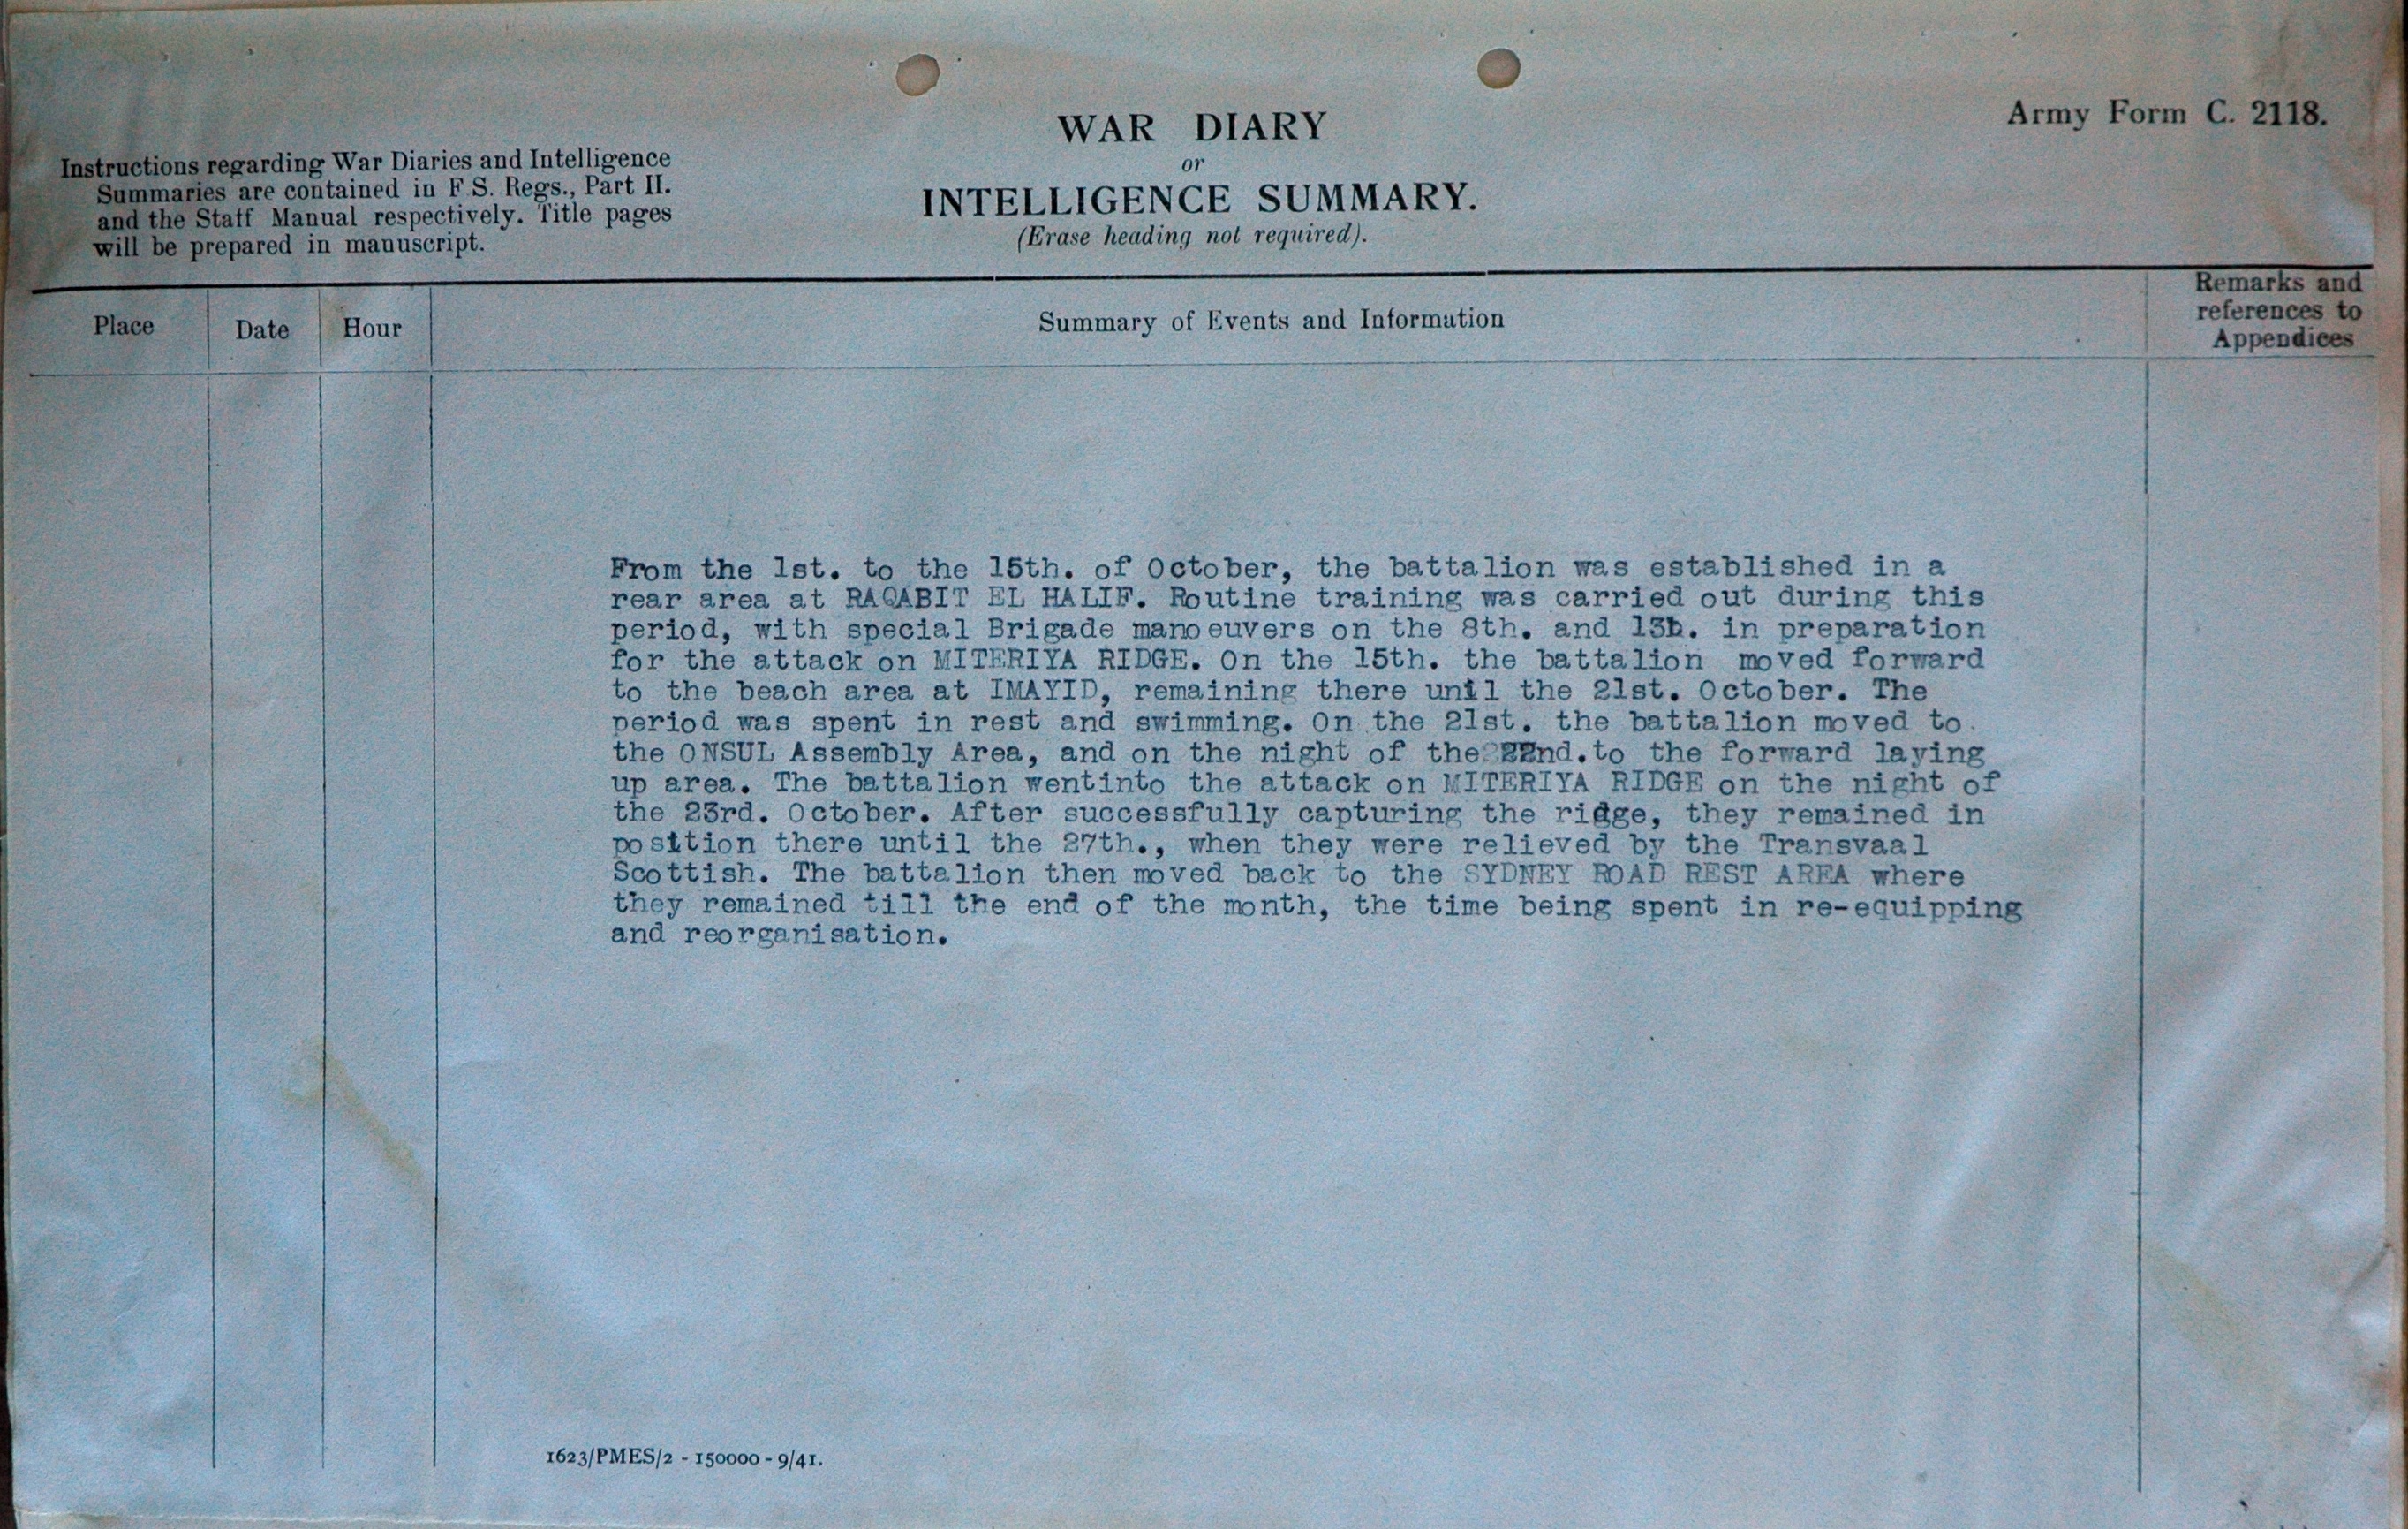 Army Form C. 2118.
WAR DIARY
or
INTELLIGENCE SUMMARY.
(Erase heading not required).
Instructions regarding War Diaries and Intelligence
Summaries are contained in F.S. Regs., Part II.
and the Staff Manual respectively. Title pages
will be prepared in manuscript.
Place
Date
Hour
Summary of Events and Information
Remarks and
references to
Appendices
From the 1st. to the 15th. of October, the battalion was established in a
rear area at RAQABIT EL HALIF. Routine training was carried out during this
period, with special Brigade manoeuvers on the 8th. and 13h. in preparation
for the attack on MITERIYA RIDGE. On the 15th. the battalion moved forward
to the beach area at IMAYID, remaining there until the 21st. October. The
period was spent in rest and swimming. On the 21st. the battalion moved to
the ONSUL Assembly Area, and on the night of the 22nd. to the forward laying
up area. The battalion wentinto the attack on MITERIYA RIDGE on the night of
the 23rd. October. After successfully capturing the ridge, they remained in
position there until the 27th., when they were relieved by the Transvaal
Scottish. The battalion then moved back to the SYDNEY ROAD REST AREA where
they remained till the end of the month, the time being spent in re-equipping
and reorganisation.
1623/PMES/2 - 150000 - 9/41.